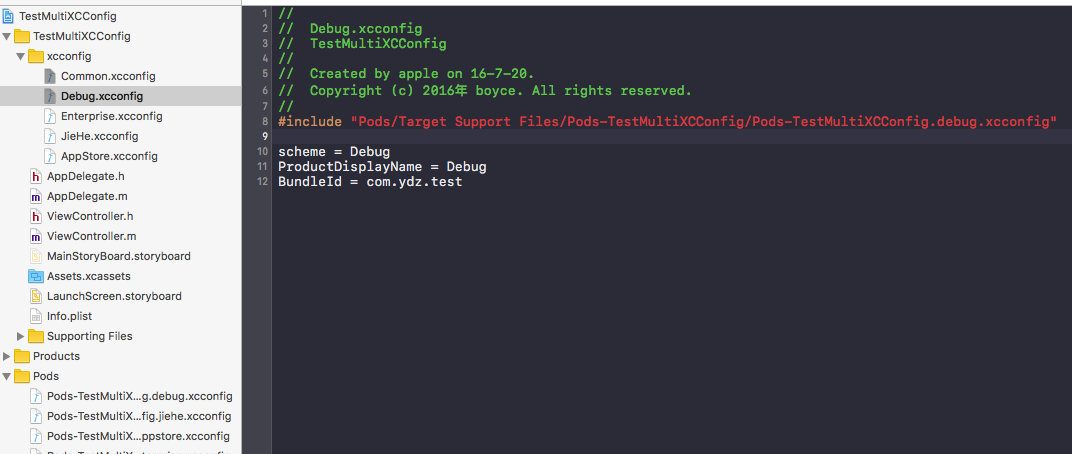 TestMultiXCConfig
TestMultiXCConfig
xcconfig
Common.xcconfig
Debug.xcconfig
Enterprise.xcconfig
JieHe.xcconfig
AppStore.xcconfig
h AppDelegate.h
m AppDelegate.m
h ViewController.h
m ViewController.m
MainStoryBoard.storyboard
Assets.xcassets
LaunchScreen.storyboard
Info.plist
Supporting Files
Products
Pods
Pods-TestMultiX...g.debug.xcconfig
Pods-TestMultiX...fig.jiehe.xcconfig
Pods-TestMultiX...ppstore.xcconfig
1 //
2 //  Debug.xcconfig
3 //  TestMultiXCConfig
4 //
5 //  Created by apple on 16-7-20.
6 //  Copyright (c) 2016年 boyce. All rights reserved.
7 //
8 #include "Pods/Target Support Files/Pods-TestMultiXCConfig/Pods-TestMultiXCConfig.debug.xcconfig"
9
10 scheme = Debug
11 ProductDisplayName = Debug
12 BundleId = com.ydz.test